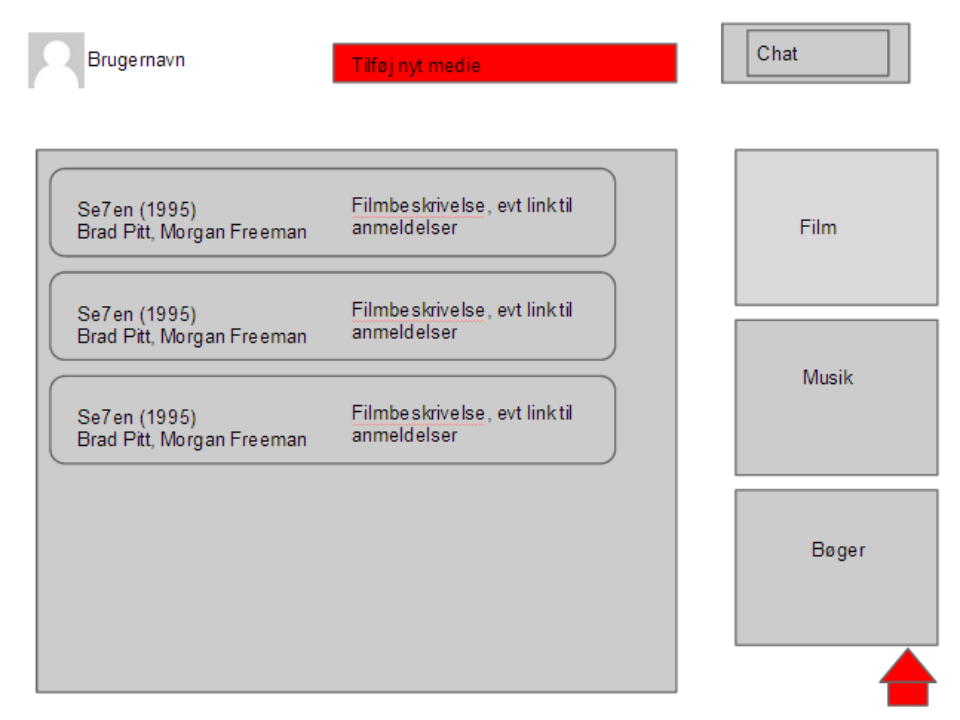 Brugernavn
Tilføj nyt medie
Chat
Se7en (1995)
Brad Pitt, Morgan Freeman
Filmbeskrivelse, evt link til
anmeldelser
Se7en (1995)
Brad Pitt, Morgan Freeman
Filmbeskrivelse, evt link til
anmeldelser
Se7en (1995)
Brad Pitt, Morgan Freeman
Filmbeskrivelse, evt link til
anmeldelser
Film
Musik
Bøger